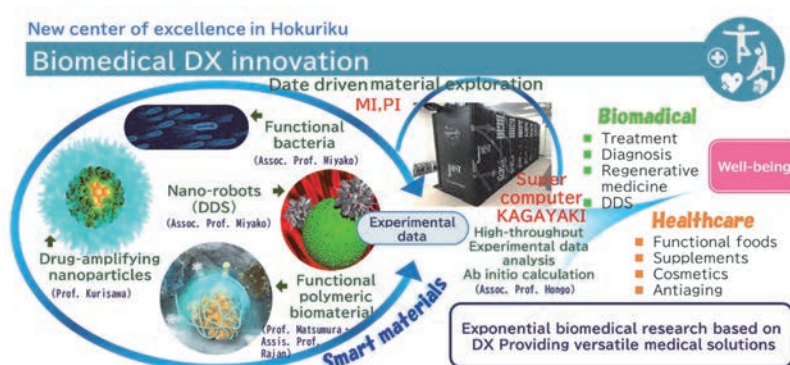 New center of excellence in Hokuriku
Biomedical DX innovation
Date driven material exploration
MI,PI
Functional
bacteria
(Assoc. Prof. Miyako)
Nano-robots
(DDS)
(Assoc. Prof. Miyako)
Drug-amplifying
nanoparticles
(Prof. Kurisawa)
Functional
polymeric
biomaterial
(Prof. Matsumura ·
Assis. Prof.
Rajan)
Experimental
data
Smart materials
Super
computer
KAGAYAKI
High-throughput
Experimental data
analysis
Ab initio calculation
(Assoc. Prof. Hongo)
Biomadical
Treatment
Diagnosis
Regenerative
medicine
DDS
Well-being
Healthcare
Functional foods
Supplements
Cosmetics
Antiaging
Exponential biomedical research based on
DX Providing versatile medical solutions